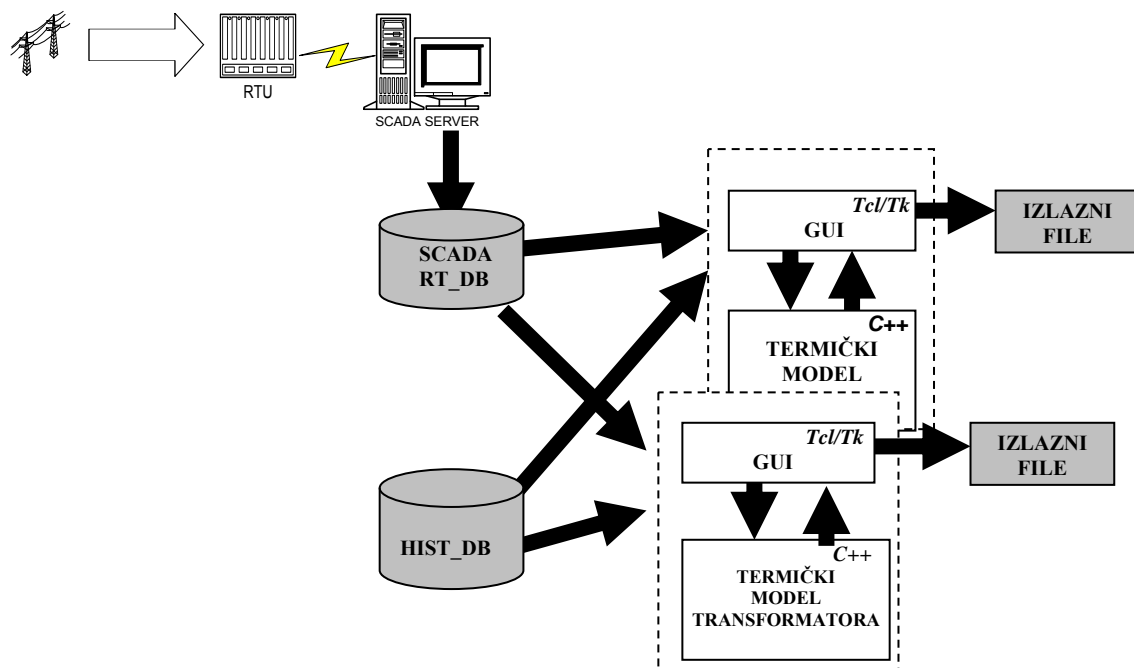 RTU
SCADA SERVER
SCADA
RT_DB
Tcl/Tk
GUI
IZLAZNI
FILE
C++
TERMIČKI
MODEL
Tcl/Tk
GUI
IZLAZNI
FILE
HIST_DB
C++
TERMIČKI
MODEL
TRANSFORMATORA